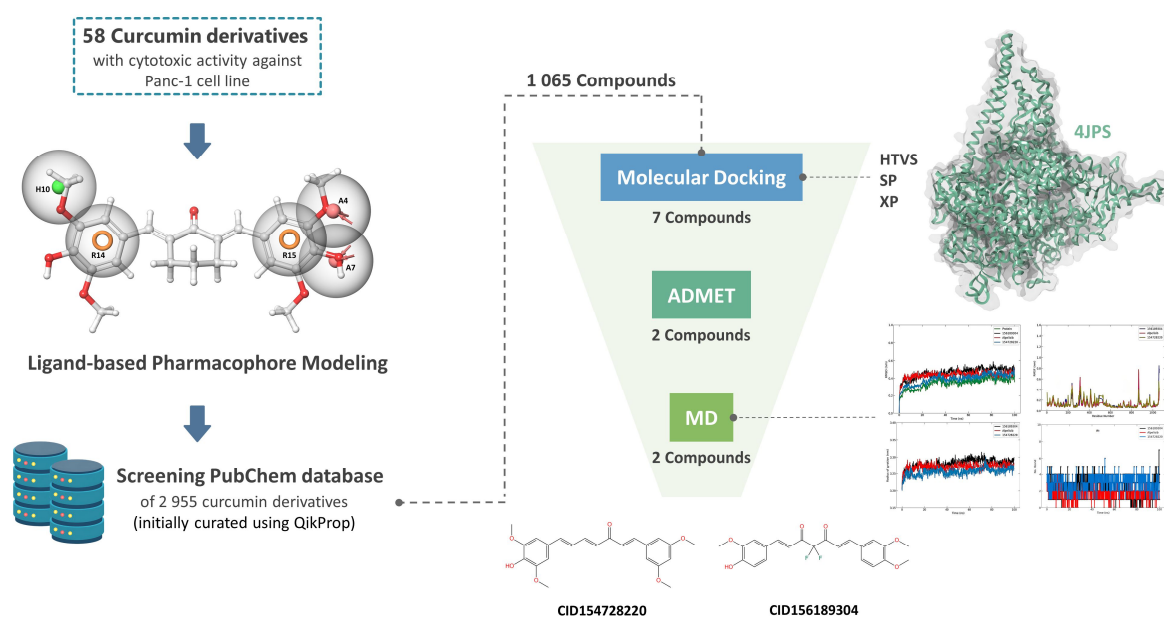 58 Curcumin derivatives
with cytotoxic activity against
Panc-1 cell line
H10
R14
R15
A4
A7
Ligand-based Pharmacophore Modeling
Screening PubChem database
of 2 955 curcumin derivatives
(initially curated using QikProp)
1 065 Compounds
Molecular Docking
7 Compounds
HTVS
SP
XP
4JPS
ADMET
2 Compounds
MD
2 Compounds
O
O
HO
O
O
O
CID154728220
O
O
O
HO
F
F
O
O
CID156189304